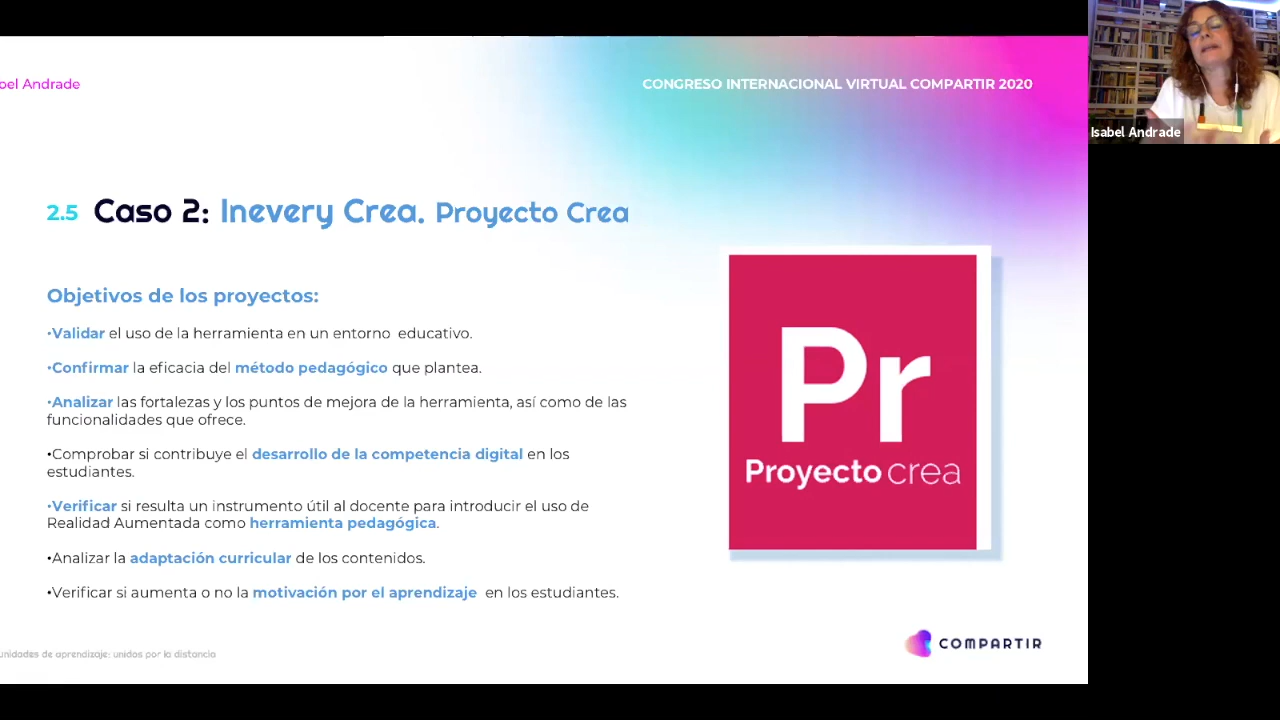 Andrade
CONGRESO INTERNACIONAL VIRTUAL COMPARTIR 2020
Isabel Andrade
2.5 Caso 2: Inevery Crea. Proyecto Crea
Objetivos de los proyectos:
•Validar el uso de la herramienta en un entorno educativo.
•Confirmar la eficacia del método pedagógico que plantea.
•Analizar las fortalezas y los puntos de mejora de la herramienta, así como de las
funcionalidades que ofrece.
•Comprobar si contribuye el desarrollo de la competencia digital en los
estudiantes.
•Verificar si resulta un instrumento útil al docente para introducir el uso de
Realidad Aumentada como herramienta pedagógica.
•Analizar la adaptación curricular de los contenidos.
•Verificar si aumenta o no la motivación por el aprendizaje en los estudiantes.
Pr
Proyecto crea
COMPARTIR
de aprendizaje: unidos por la distancia